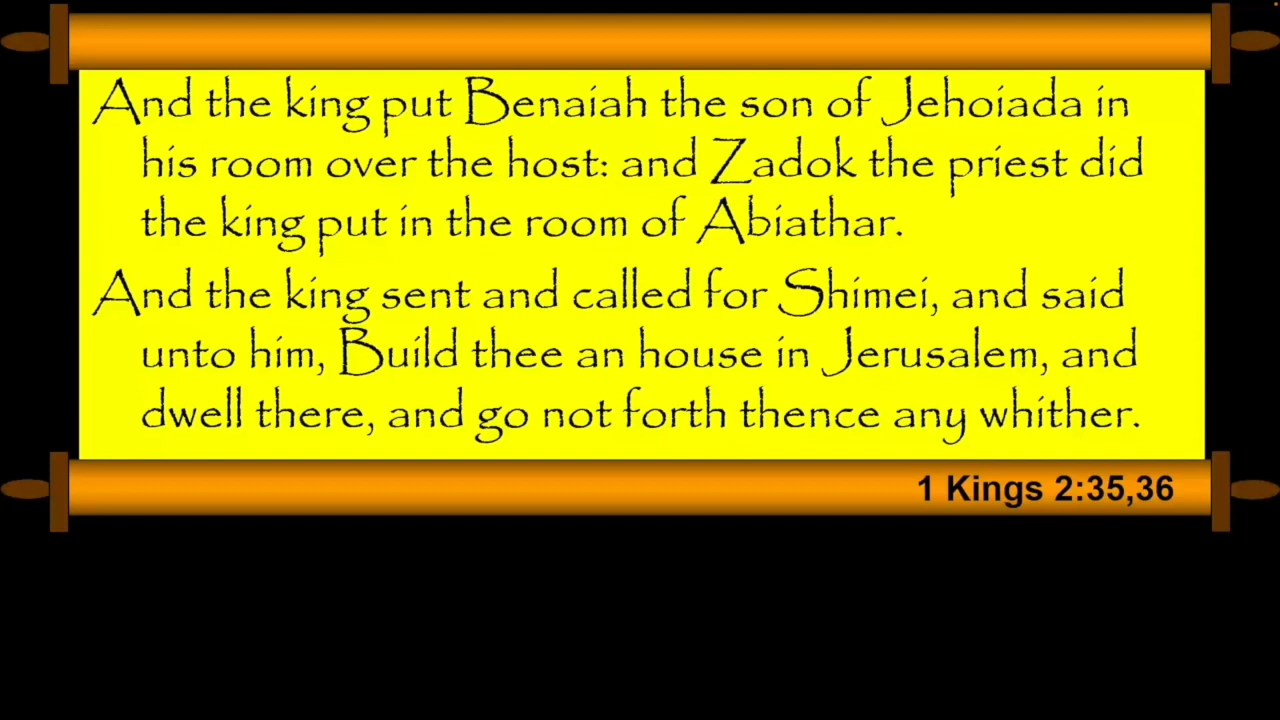 And the king put Benaiah the son of Jehoiada in
his room over the host: and Zadok the priest did
the king put in the room of Abiathar.
And the king sent and called for Shimei, and said
unto him, Build thee an house in Jerusalem, and
dwell there, and go not forth thence any whither.
1 Kings 2:35,36